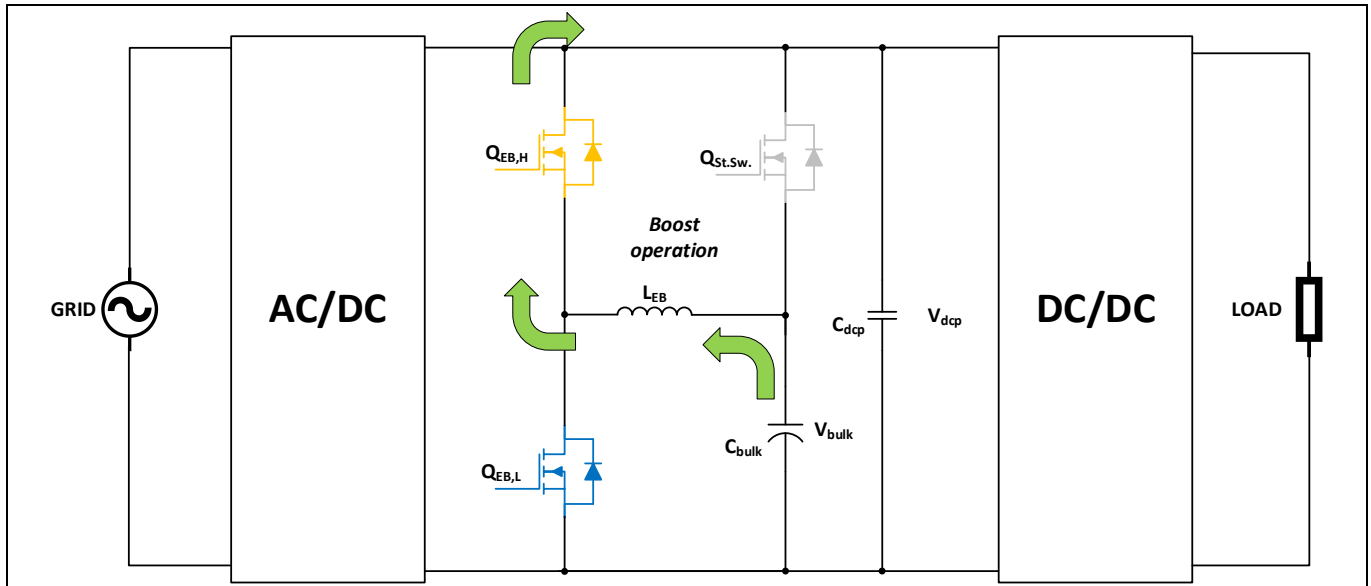 Q_EB,H
Q_St.Sw.
Boost
operation
L_EB
GRID
AC/DC
C_dcp
V_dcp
DC/DC
LOAD
V_bulk
C_bulk
Q_EB,L